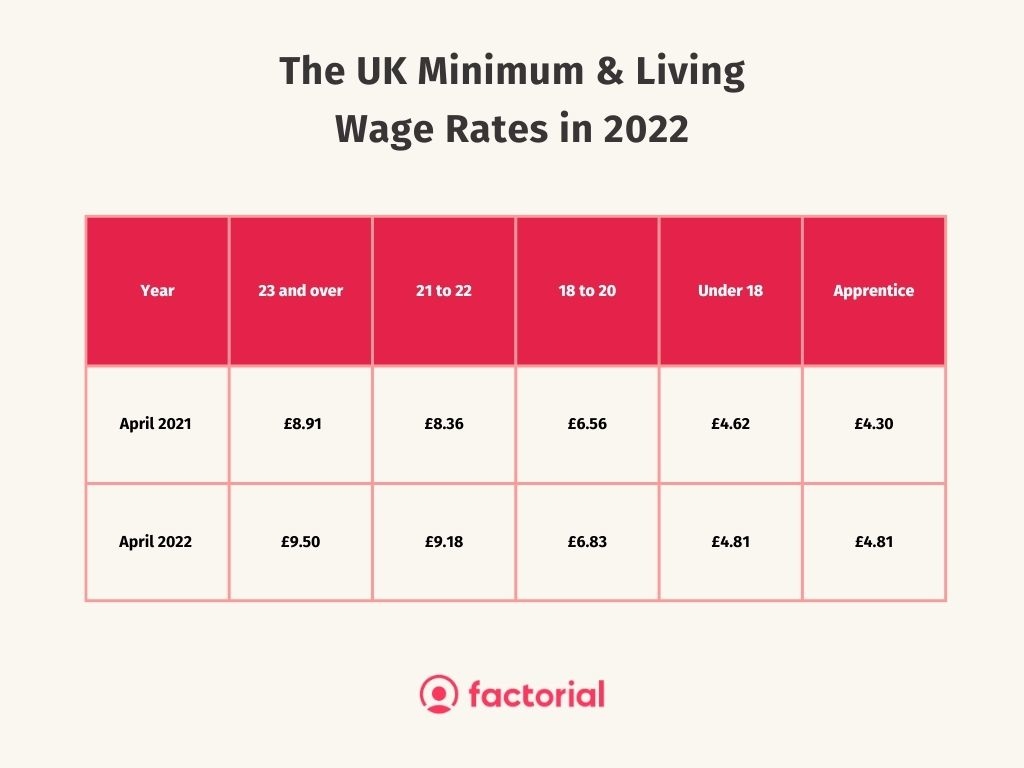 The UK Minimum & Living
Wage Rates in 2022
Year 23 and over 21 to 22 18 to 20 Under 18 Apprentice
April 2021 £8.91 £8.36 £6.56 £4.62 £4.30
April 2022 £9.50 £9.18 £6.83 £4.81 £4.81
factorial